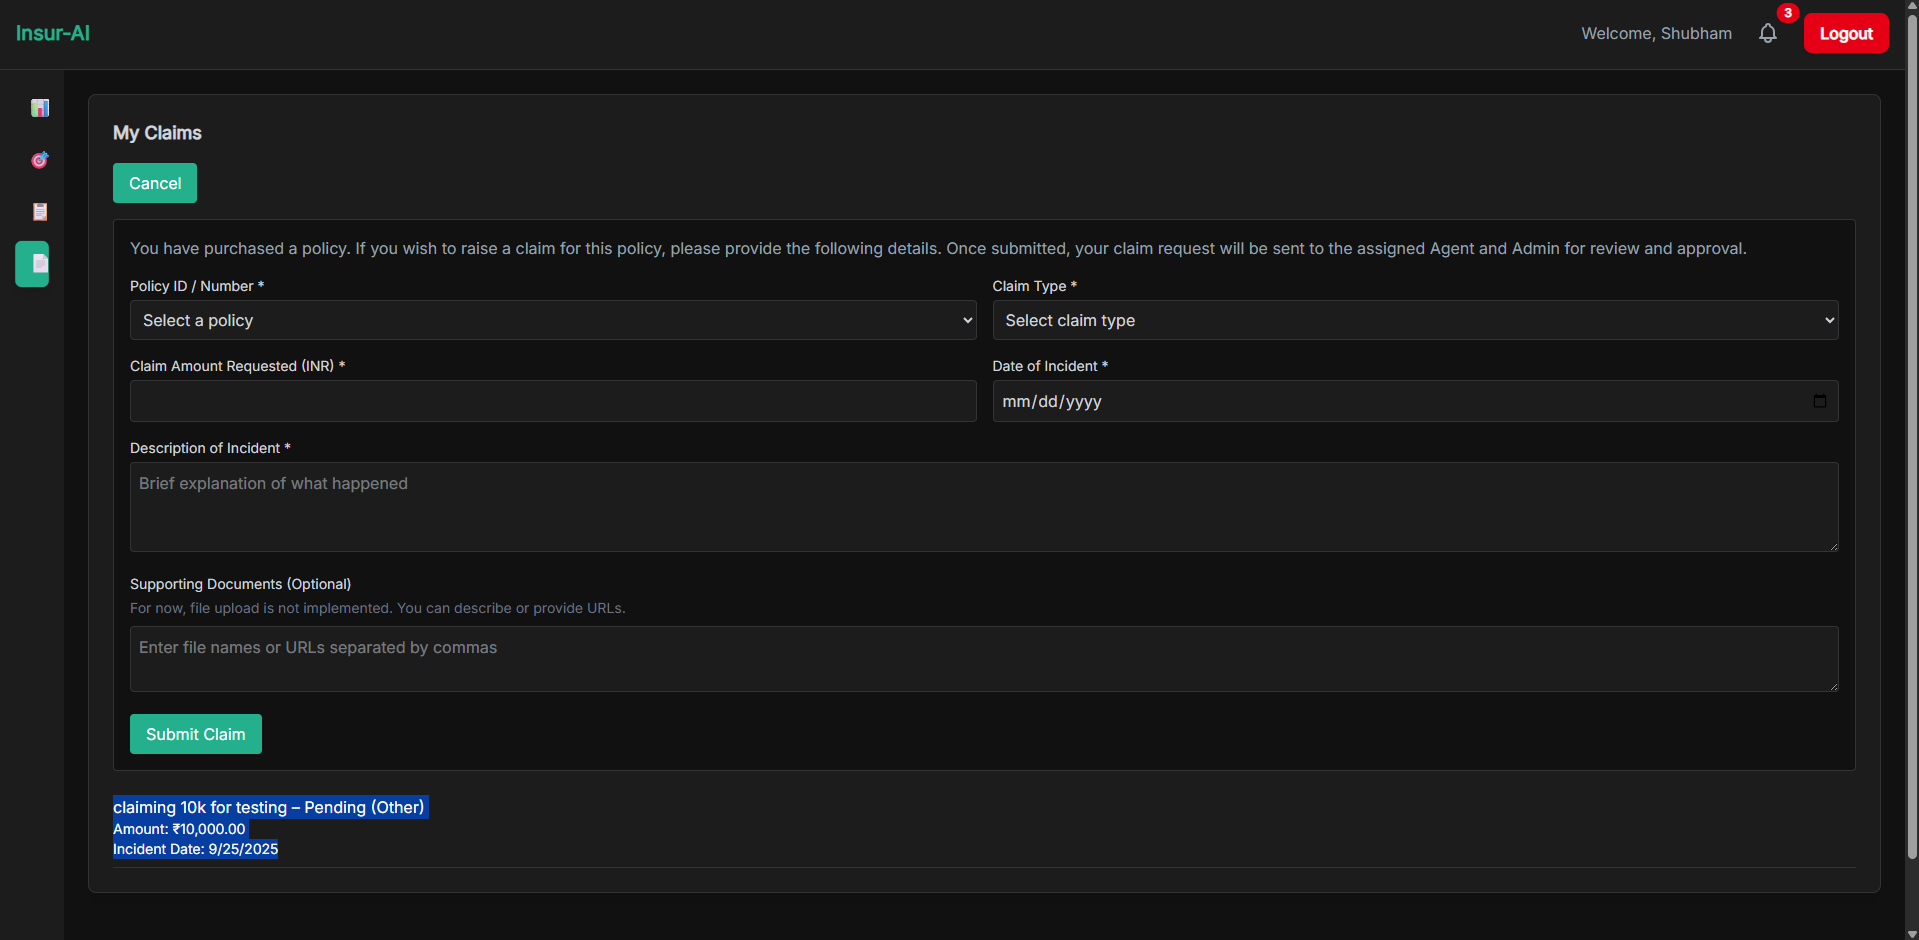 Insur-AI
Welcome, Shubham
3
Logout
My Claims
Cancel
You have purchased a policy. If you wish to raise a claim for this policy, please provide the following details. Once submitted, your claim request will be sent to the assigned Agent and Admin for review and approval.
Policy ID / Number *
Claim Type *
Select a policy
Select claim type
Claim Amount Requested (INR) *
Date of Incident *
mm/dd/yyyy
Description of Incident *
Brief explanation of what happened
Supporting Documents (Optional)
For now, file upload is not implemented. You can describe or provide URLs.
Enter file names or URLs separated by commas
Submit Claim
claiming 10k for testing – Pending (Other)
Amount: ₹10,000.00
Incident Date: 9/25/2025